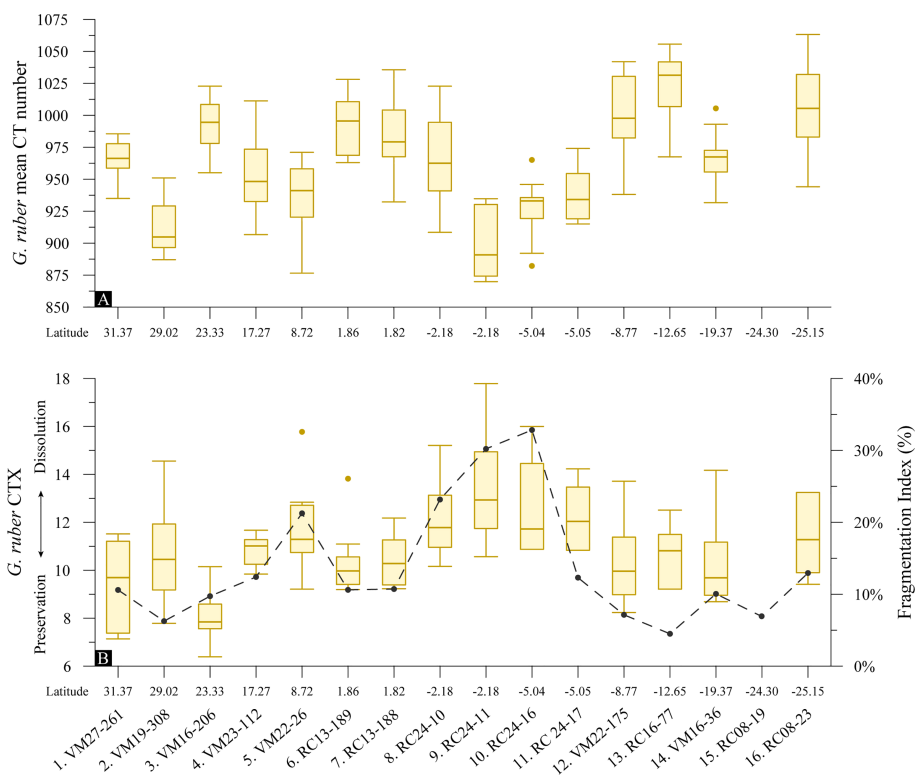 1075
1050
1025
1000
975
950
925
900
875
850
G. ruber mean CT number
A
Latitude 31.37 29.02 23.33 17.27 8.72 1.86 1.82 -2.18 -2.18 -5.04 -5.05 -8.77 -12.65 -19.37 -24.30 -25.15
18
16
14
12
10
8
6
G. ruber CTX
Preservation
Dissolution
40%
30%
20%
10%
0%
Fragmentation Index (%)
B
Latitude 31.37 29.02 23.33 17.27 8.72 1.86 1.82 -2.18 -2.18 -5.04 -5.05 -8.77 -12.65 -19.37 -24.30 -25.15
1. VM27-261
2. VM19-308
3. VM16-206
4. VM23-112
5. VM22-26
6. RC13-189
7. RC13-188
8. RC24-10
9. RC24-11
10. RC24-16
11. RC24-17
12. VM22-175
13. RC16-77
14. VM16-36
15. RC08-19
16. RC08-23